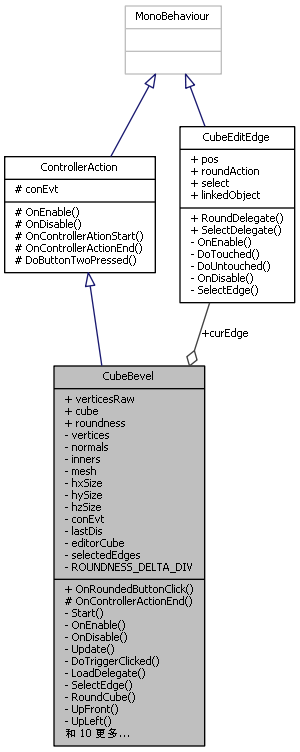 MonoBehaviour
CubeEditEdge
+ pos
+ roundAction
+ select
+ linkedObject
+ RoundDelegate()
+ SelectDelegate()
- OnEnable()
- DoTouched()
- DoUntouched()
- OnDisable()
- SelectEdge()
ControllerAction
# conEvt
# OnEnable()
# OnDisable()
# OnControllerAtionStart()
# OnControllerActionEnd()
# DoButtonTwoPressed()
+curEdge
CubeBevel
+ verticesRaw
+ cube
+ roundness
- vertices
- normals
- inners
- mesh
- hxSize
- hySize
- hzSize
- conEvt
- lastDis
- editorCube
- selectedEdges
- ROUNDNESS_DELTA_DIV
+ OnRoundedButtonClick()
# OnControllerActionEnd()
- Start()
- OnEnable()
- OnDisable()
- Update()
- DoTriggerClicked()
- LoadDelegate()
- SelectEdge()
- RoundCube()
- UpFront()
- UpLeft()
和 10 更多...